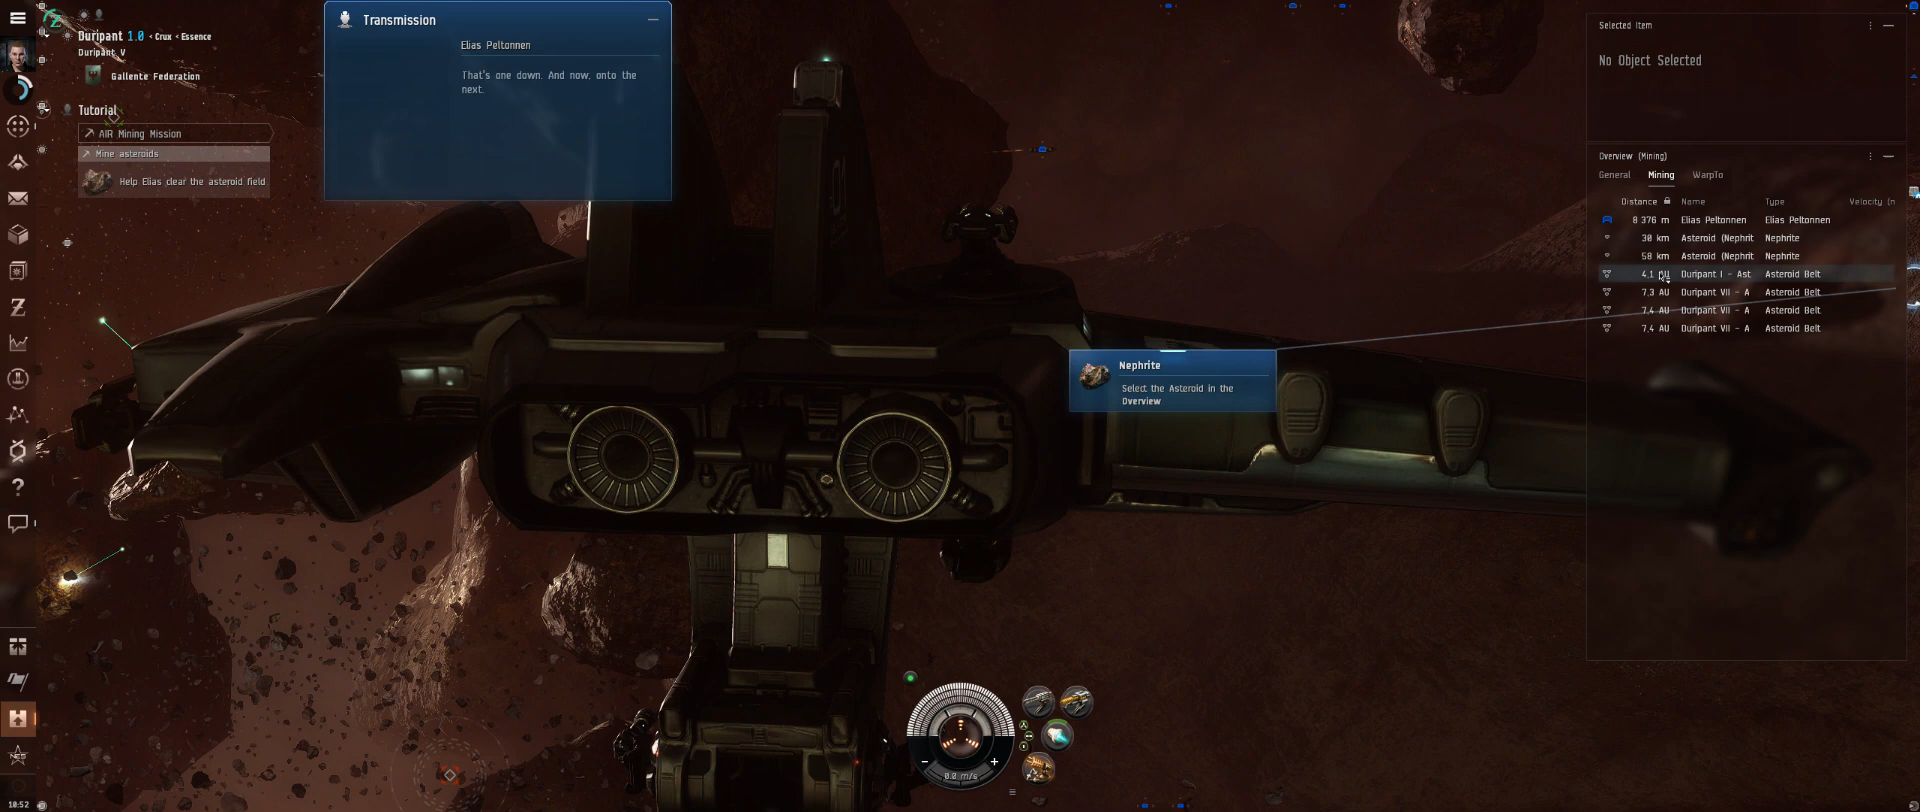 Duripant 1.0 < Crux < Essence
Duripant V
Gallente Federation
Tutorial
AIR Mining Mission
Mine asteroids
Help Elias clear the asteroid field
Transmission
Elias Peltonnen
That's one down. And now, onto the
next.
Selected Item
No Object Selected
Overview (Mining)
General Mining WarpTo
Distance Name Type Velocity (m
8 376 m Elias Peltonnen Elias Peltonnen
30 km Asteroid (Nephrit Nephrite
58 km Asteroid (Nephrit Nephrite
4,1 AU Duripant I - Ast Asteroid Belt
7,3 AU Duripant VII - A Asteroid Belt
7,4 AU Duripant VII - A Asteroid Belt
7,4 AU Duripant VII - A Asteroid Belt
Nephrite
Select the Asteroid in the
Overview
0.0 m/s
NES
10:52